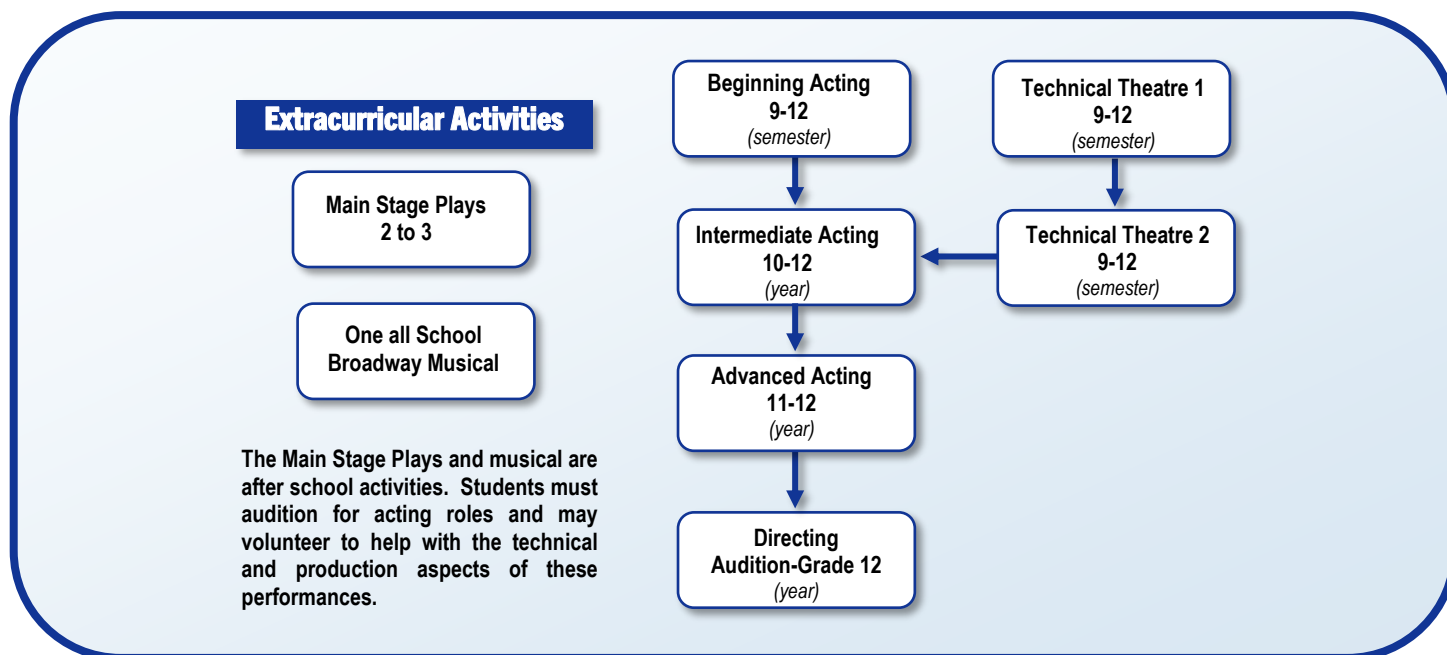 Extracurricular Activities
Main Stage Plays
2 to 3
One all School
Broadway Musical
The Main Stage Plays and musical are
after school activities. Students must
audition for acting roles and may
volunteer to help with the technical
and production aspects of these
performances.
Beginning Acting
9-12
(semester)
Technical Theatre 1
9-12
(semester)
Intermediate Acting
10-12
(year)
Technical Theatre 2
9-12
(semester)
Advanced Acting
11-12
(year)
Directing
Audition-Grade 12
(year)